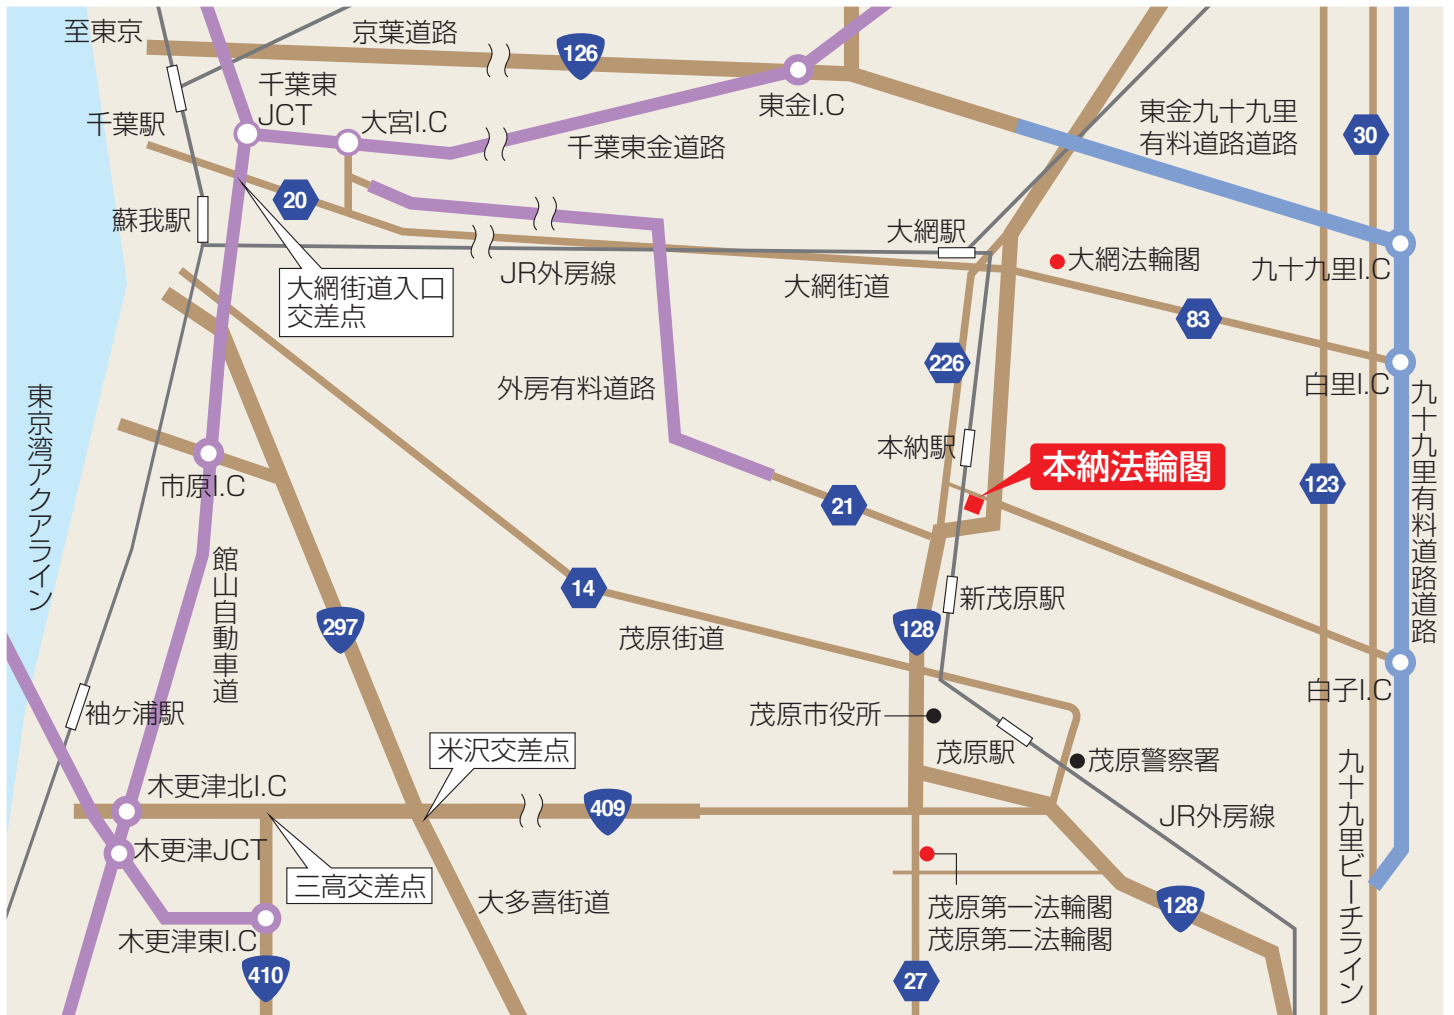 至東京
京葉道路
126
千葉東
JCT
大宮I.C
千葉駅
東金I.C
千葉東金道路
東金九十九里
有料道路道路
30
20
蘇我駅
大網街道入口
交差点
JR外房線
大網駅
大網街道
大網法輪閣
九十九里I.C
83
226
白里I.C
外房有料道路
東京湾アクアライン
市原I.C
本納駅
本納法輪閣
21
123
九十九里有料道路道路
館山自動車道
14
新茂原駅
297
茂原街道
128
白子I.C
袖ヶ浦駅
茂原市役所
茂原駅
茂原警察署
米沢交差点
木更津北I.C
409
JR外房線
九十九里ビーチライン
木更津JCT
三高交差点
大多喜街道
茂原第一法輪閣
茂原第二法輪閣
128
木更津東I.C
410
27